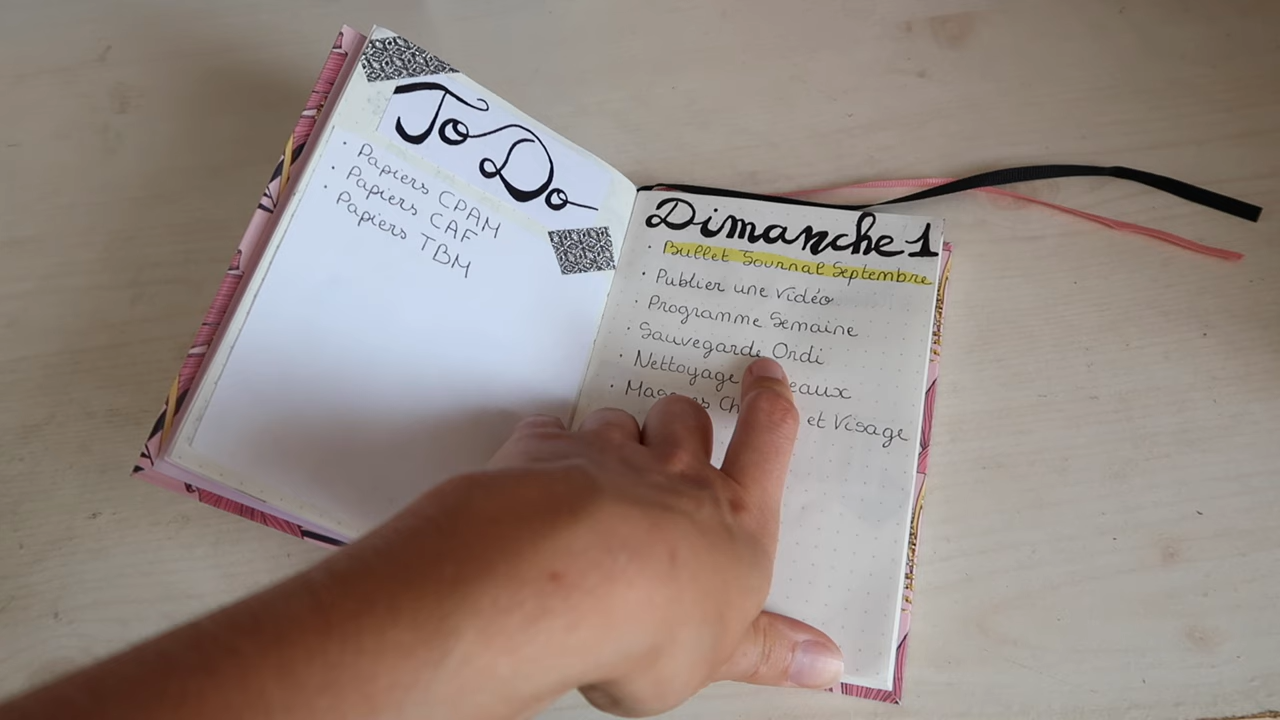 To Do
• Papiers CPAM
• Papiers CAF
• Papiers TBM
Dimanche 1
• Bullet Journal Septembre
• Publier une Vidéo
• Programme Semaine
• Sauvegarde Ordi
• Nettoyage
• et Visage